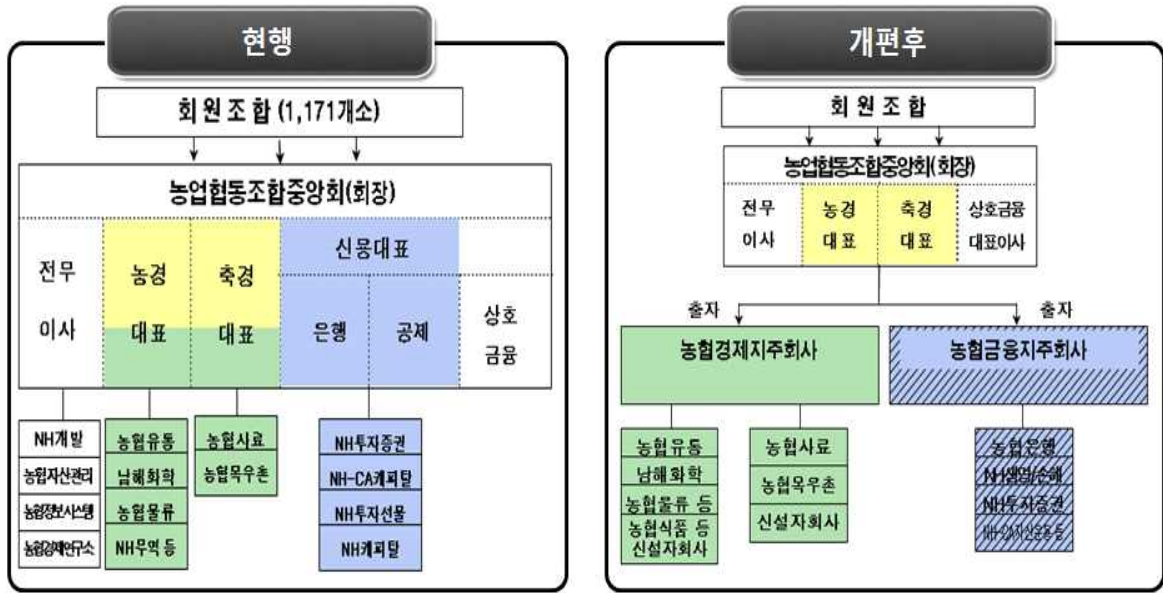 현행
회원조합 (1,171개소)
농업협동조합중앙회(회장)
전무
이사
농경
대표
축경
대표
신용대표
은행
공제
상호
금융
NH개발
농협자산관리
농협정보시스템
농협경제연구소
농협유통
남해화학
농협물류
NH무역 등
농협사료
농협목우촌
NH투자증권
NH-CA캐피탈
NH투자선물
NH캐피탈
개편후
회원조합
농업협동조합중앙회(회장)
전무
이사
농경
대표
축경
대표
상호금융
대표이사
출자
출자
농협경제지주회사
농협금융지주회사
농협유통
남해화학
농협물류 등
농협식품 등
신설자회사
농협사료
농협목우촌
신설자회사
농협은행
NH생명/손해
NH투자증권
NH-CA자산운용 등